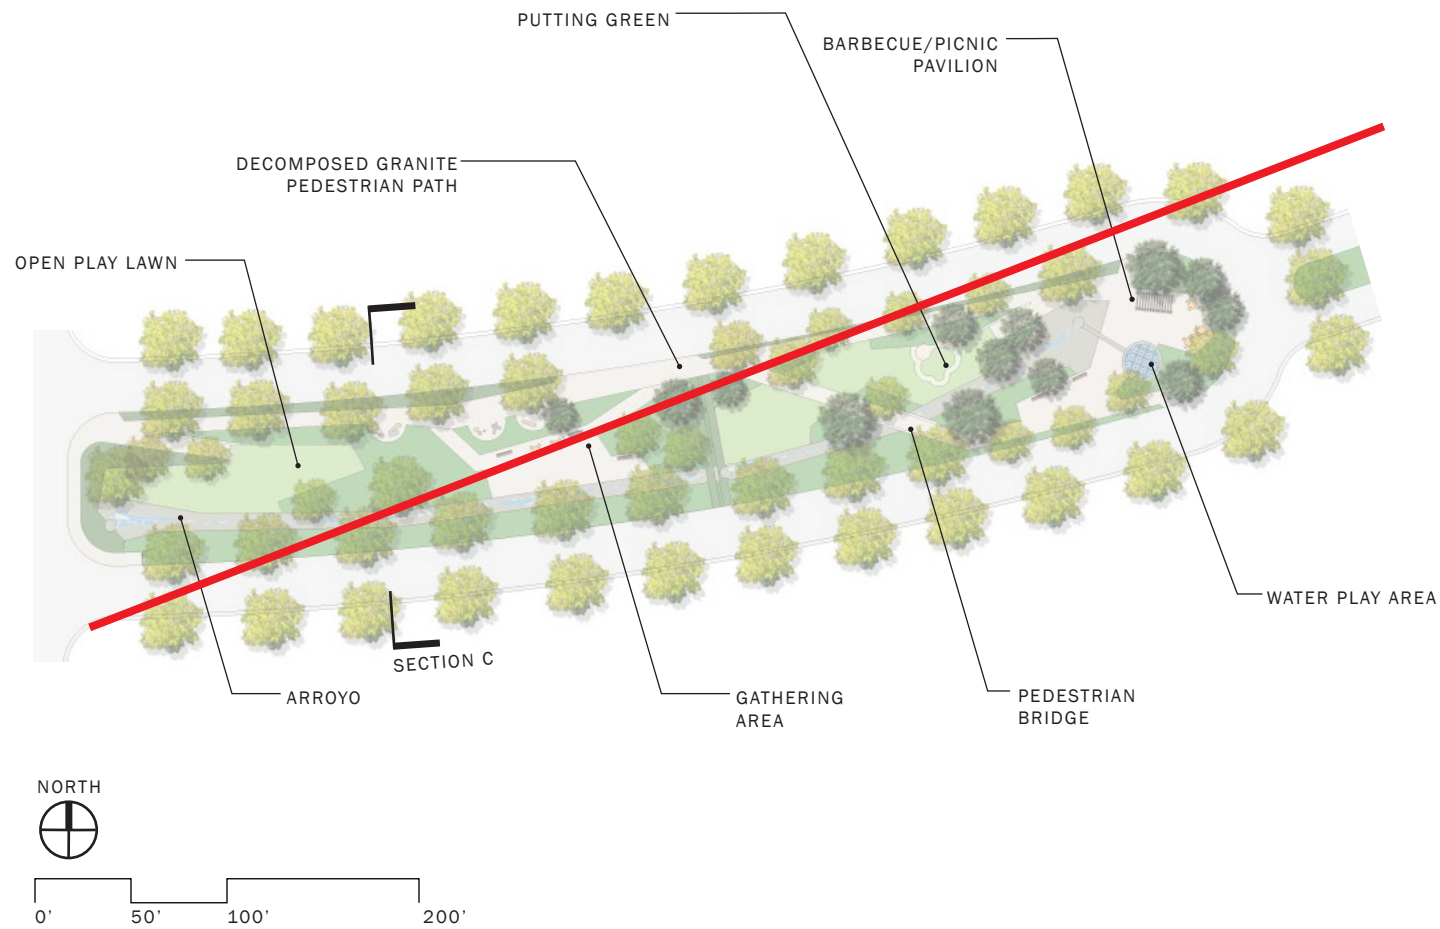 PUTTING GREEN
BARBECUE/PICNIC
PAVILION
DECOMPOSED GRANITE
PEDESTRIAN PATH
OPEN PLAY LAWN
WATER PLAY AREA
SECTION C
ARROYO
GATHERING
AREA
PEDESTRIAN
BRIDGE
NORTH
0' 50' 100' 200'